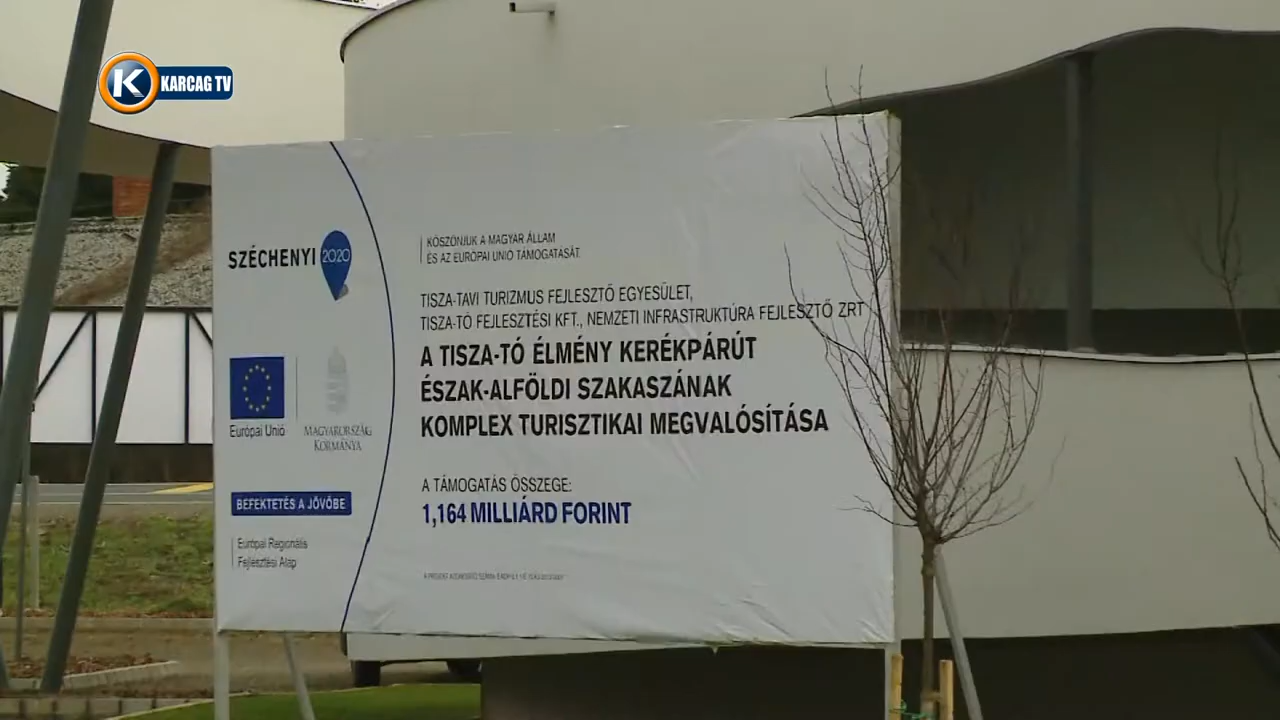 K KARCAG TV
SZÉCHENYI 2020
KÖSZÖNJÜK A MAGYAR ÁLLAM
ÉS AZ EURÓPAI UNIÓ TÁMOGATÁSÁT.
TISZA-TAVI TURIZMUS FEJLESZTŐ EGYESÜLET,
TISZA-TÓ FEJLESZTÉSI KFT., NEMZETI INFRASTRUKTÚRA FEJLESZTŐ ZRT
A TISZA-TÓ ÉLMÉNY KERÉKPÁRÚT
ÉSZAK-ALFÖLDI SZAKASZÁNAK
KOMPLEX TURISZTIKAI MEGVALÓSÍTÁSA
Európai Unió
MAGYARORSZÁG
KORMÁNYA
A TÁMOGATÁS ÖSSZEGE:
1,164 MILLIÁRD FORINT
BEFEKTETÉS A JÖVŐBE
Európai Regionális
Fejlesztési Alap